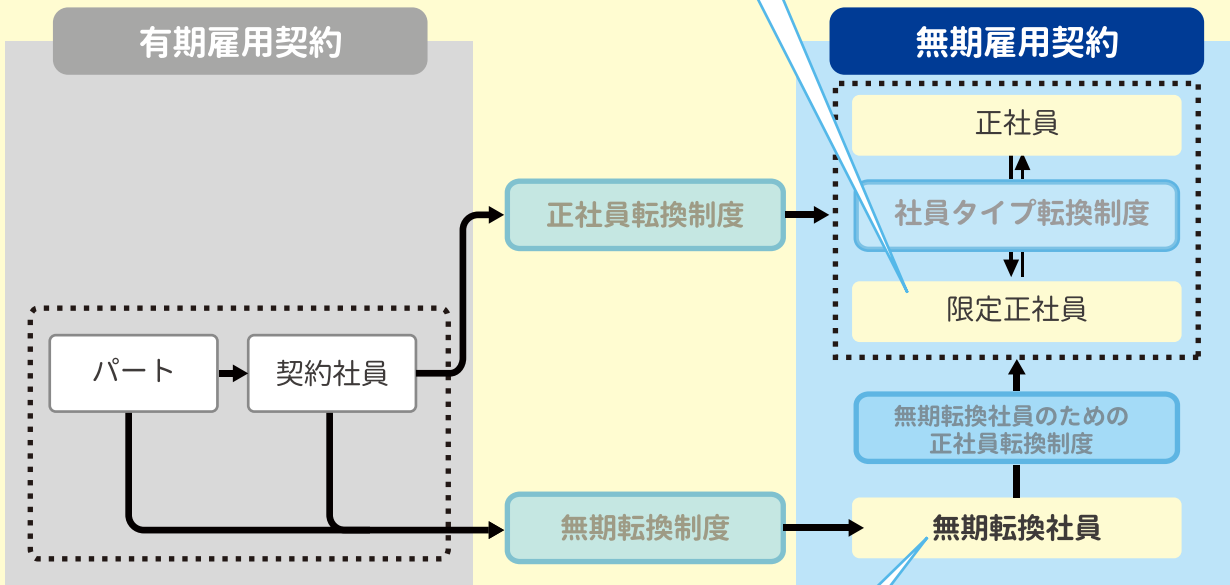 有期雇用契約
無期雇用契約
正社員
正社員転換制度
社員タイプ転換制度
限定正社員
パート
契約社員
無期転換社員のための
正社員転換制度
無期転換制度
無期転換社員